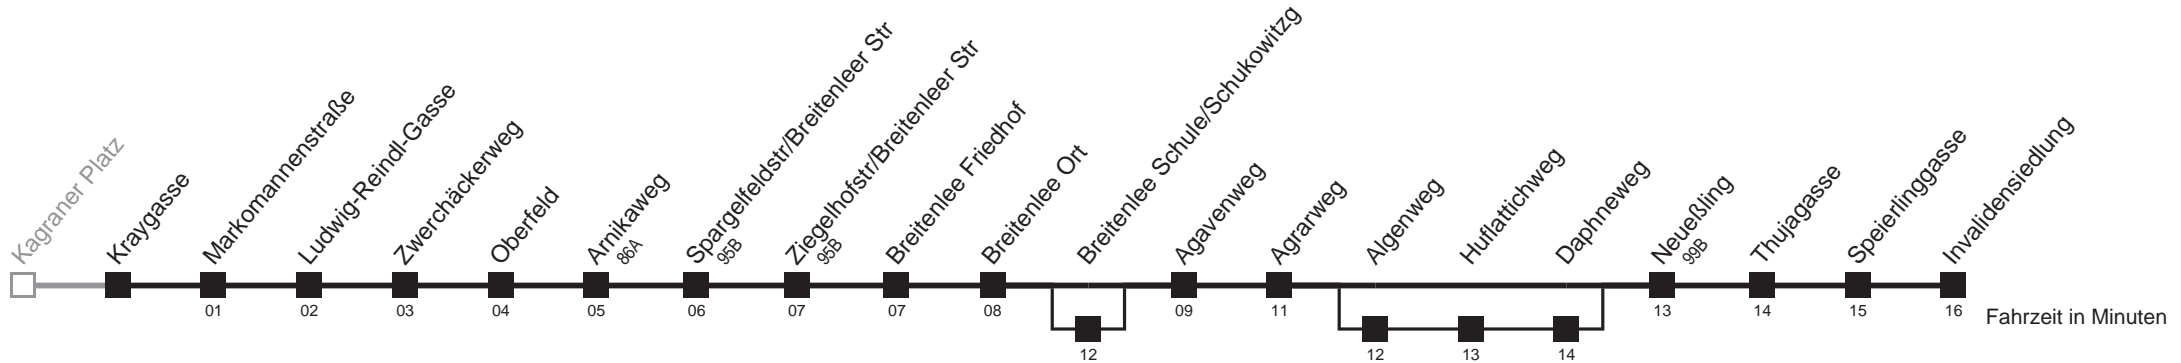 Kagraner Platz
Kraygasse
Markomannenstraße
Ludwig-Reindl-Gasse
Zwerchäckerweg
Oberfeld
Arnikaweg
86A
Spargelfeldstr/Breitenleer Str
95B
Ziegelhofstr/Breitenleer Str
95B
Breitenlee Friedhof
Breitenlee Ort
Breitenlee Schule/Schukowitzg
Agavenweg
Agrarweg
Algenweg
Huflattichweg
Daphneweg
Neueßling
99B
Thujagasse
Speierlinggasse
Invalidensiedlung
01 02 03 04 05 06 07 07 08 09 11 13 14 15 16
Fahrzeit in Minuten
12 12 13 14